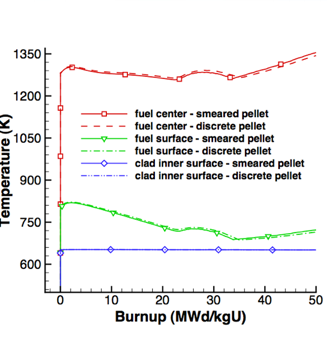 1350
1200
1050
900
750
600
Temperature (K)
fuel center - smeared pellet
fuel center - discrete pellet
fuel surface - smeared pellet
fuel surface - discrete pellet
clad inner surface - smeared pellet
clad inner surface - discrete pellet
0 10 20 30 40 50
Burnup (MWd/kgU)